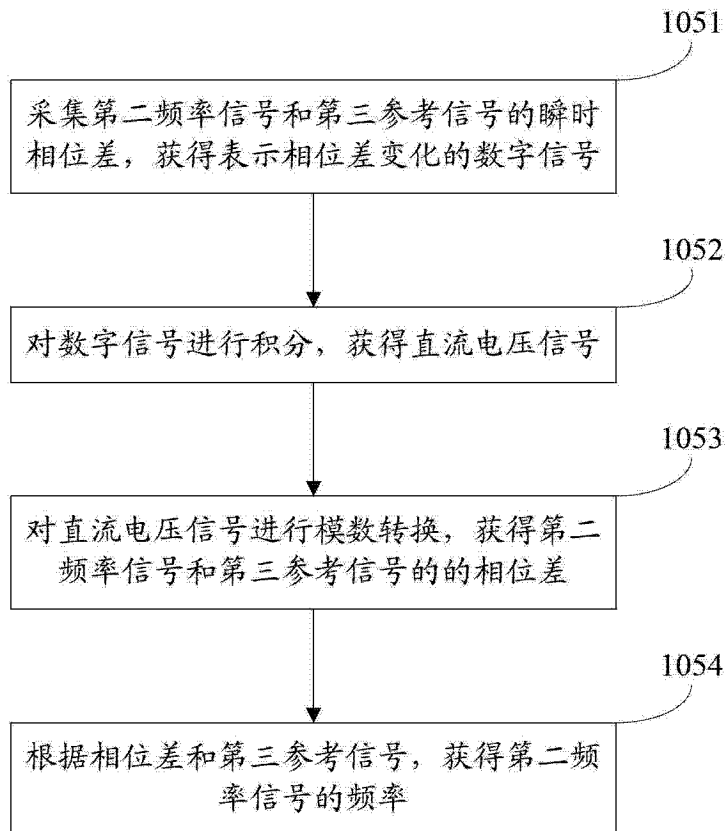 1051
采集第二频率信号和第三参考信号的瞬时
相位差，获得表示相位差变化的数字信号
1052
对数字信号进行积分，获得直流电压信号
1053
对直流电压信号进行模数转换，获得第二
频率信号和第三参考信号的的相位差
1054
根据相位差和第三参考信号，获得第二频
率信号的频率